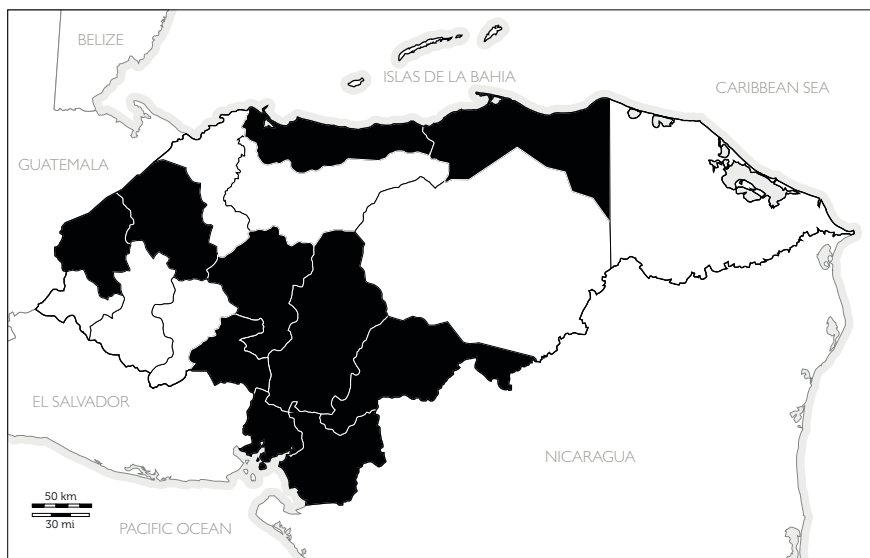 BELIZE
ISLAS DE LA BAHIA
CARIBBEAN SEA
GUATEMALA
EL SALVADOR
NICARAGUA
50 km
30 mi
PACIFIC OCEAN